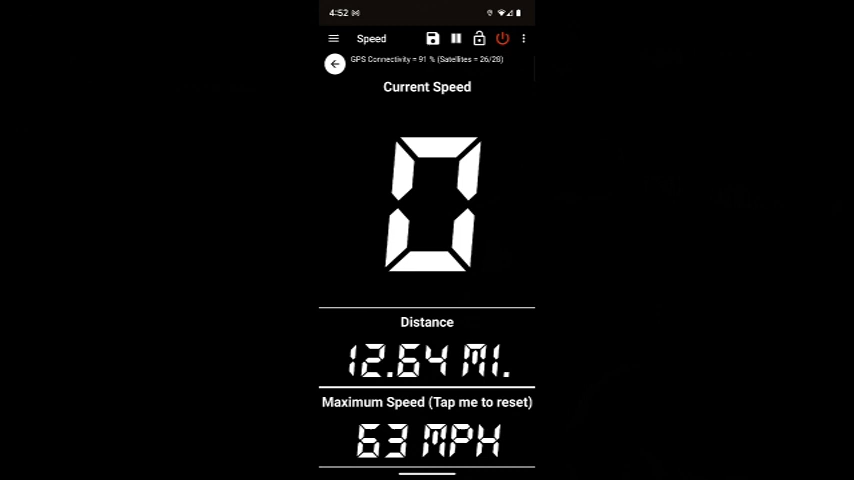 4:52
Speed
GPS Connectivity = 91 % (Satellites = 26/28)
Current Speed
0
Distance
12.64 MI.
Maximum Speed (Tap me to reset)
63 MPH